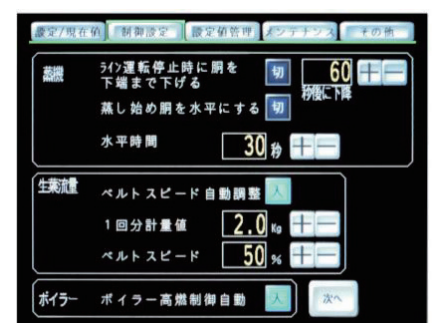 設定/現在値 制御設定 設定値管理 メンテナンス その他
蒸機 ライン運転停止時に胴を 切 60 + −
下端まで下げる 秒後に下降
蒸し始め胴を水平にする 切
水平時間 30 秒 + −
生葉流量 ベルトスピード自動調整 入
1回分計量値 2.0 Kg + −
ベルトスピード 50 % + −
ボイラー ボイラー高燃制御自動 入 次へ